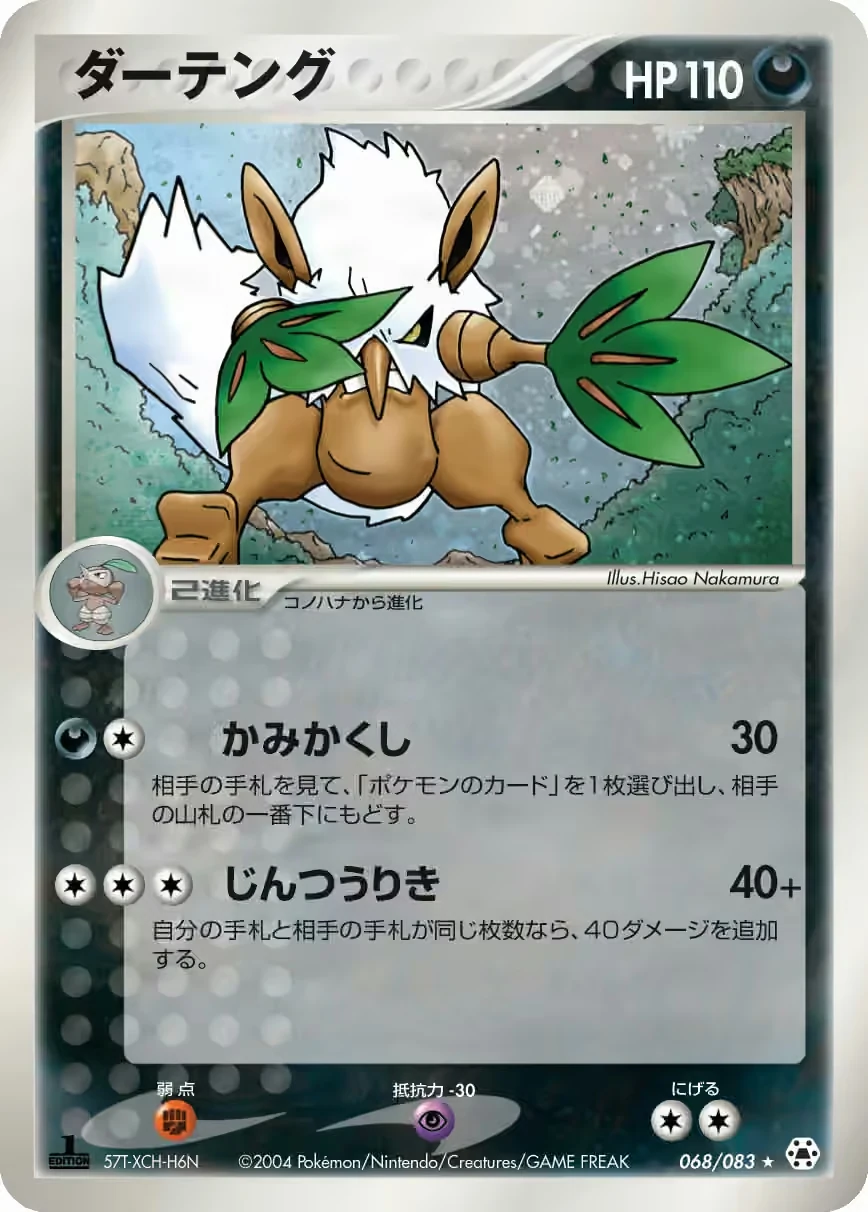 ダーテング
HP110
Illus.Hisao Nakamura
2進化
コノハナから進化
かみかくし 30
相手の手札を見て、「ポケモンのカード」を1枚選び出し、相手
の山札の一番下にもどす。
じんつうりき 40+
自分の手札と相手の手札が同じ枚数なら、40ダメージを追加
する。
弱点 抵抗力 -30 にげる
1
EDITION
57T-XCH-H6N ©2004 Pokémon/Nintendo/Creatures/GAME FREAK 068/083 ★